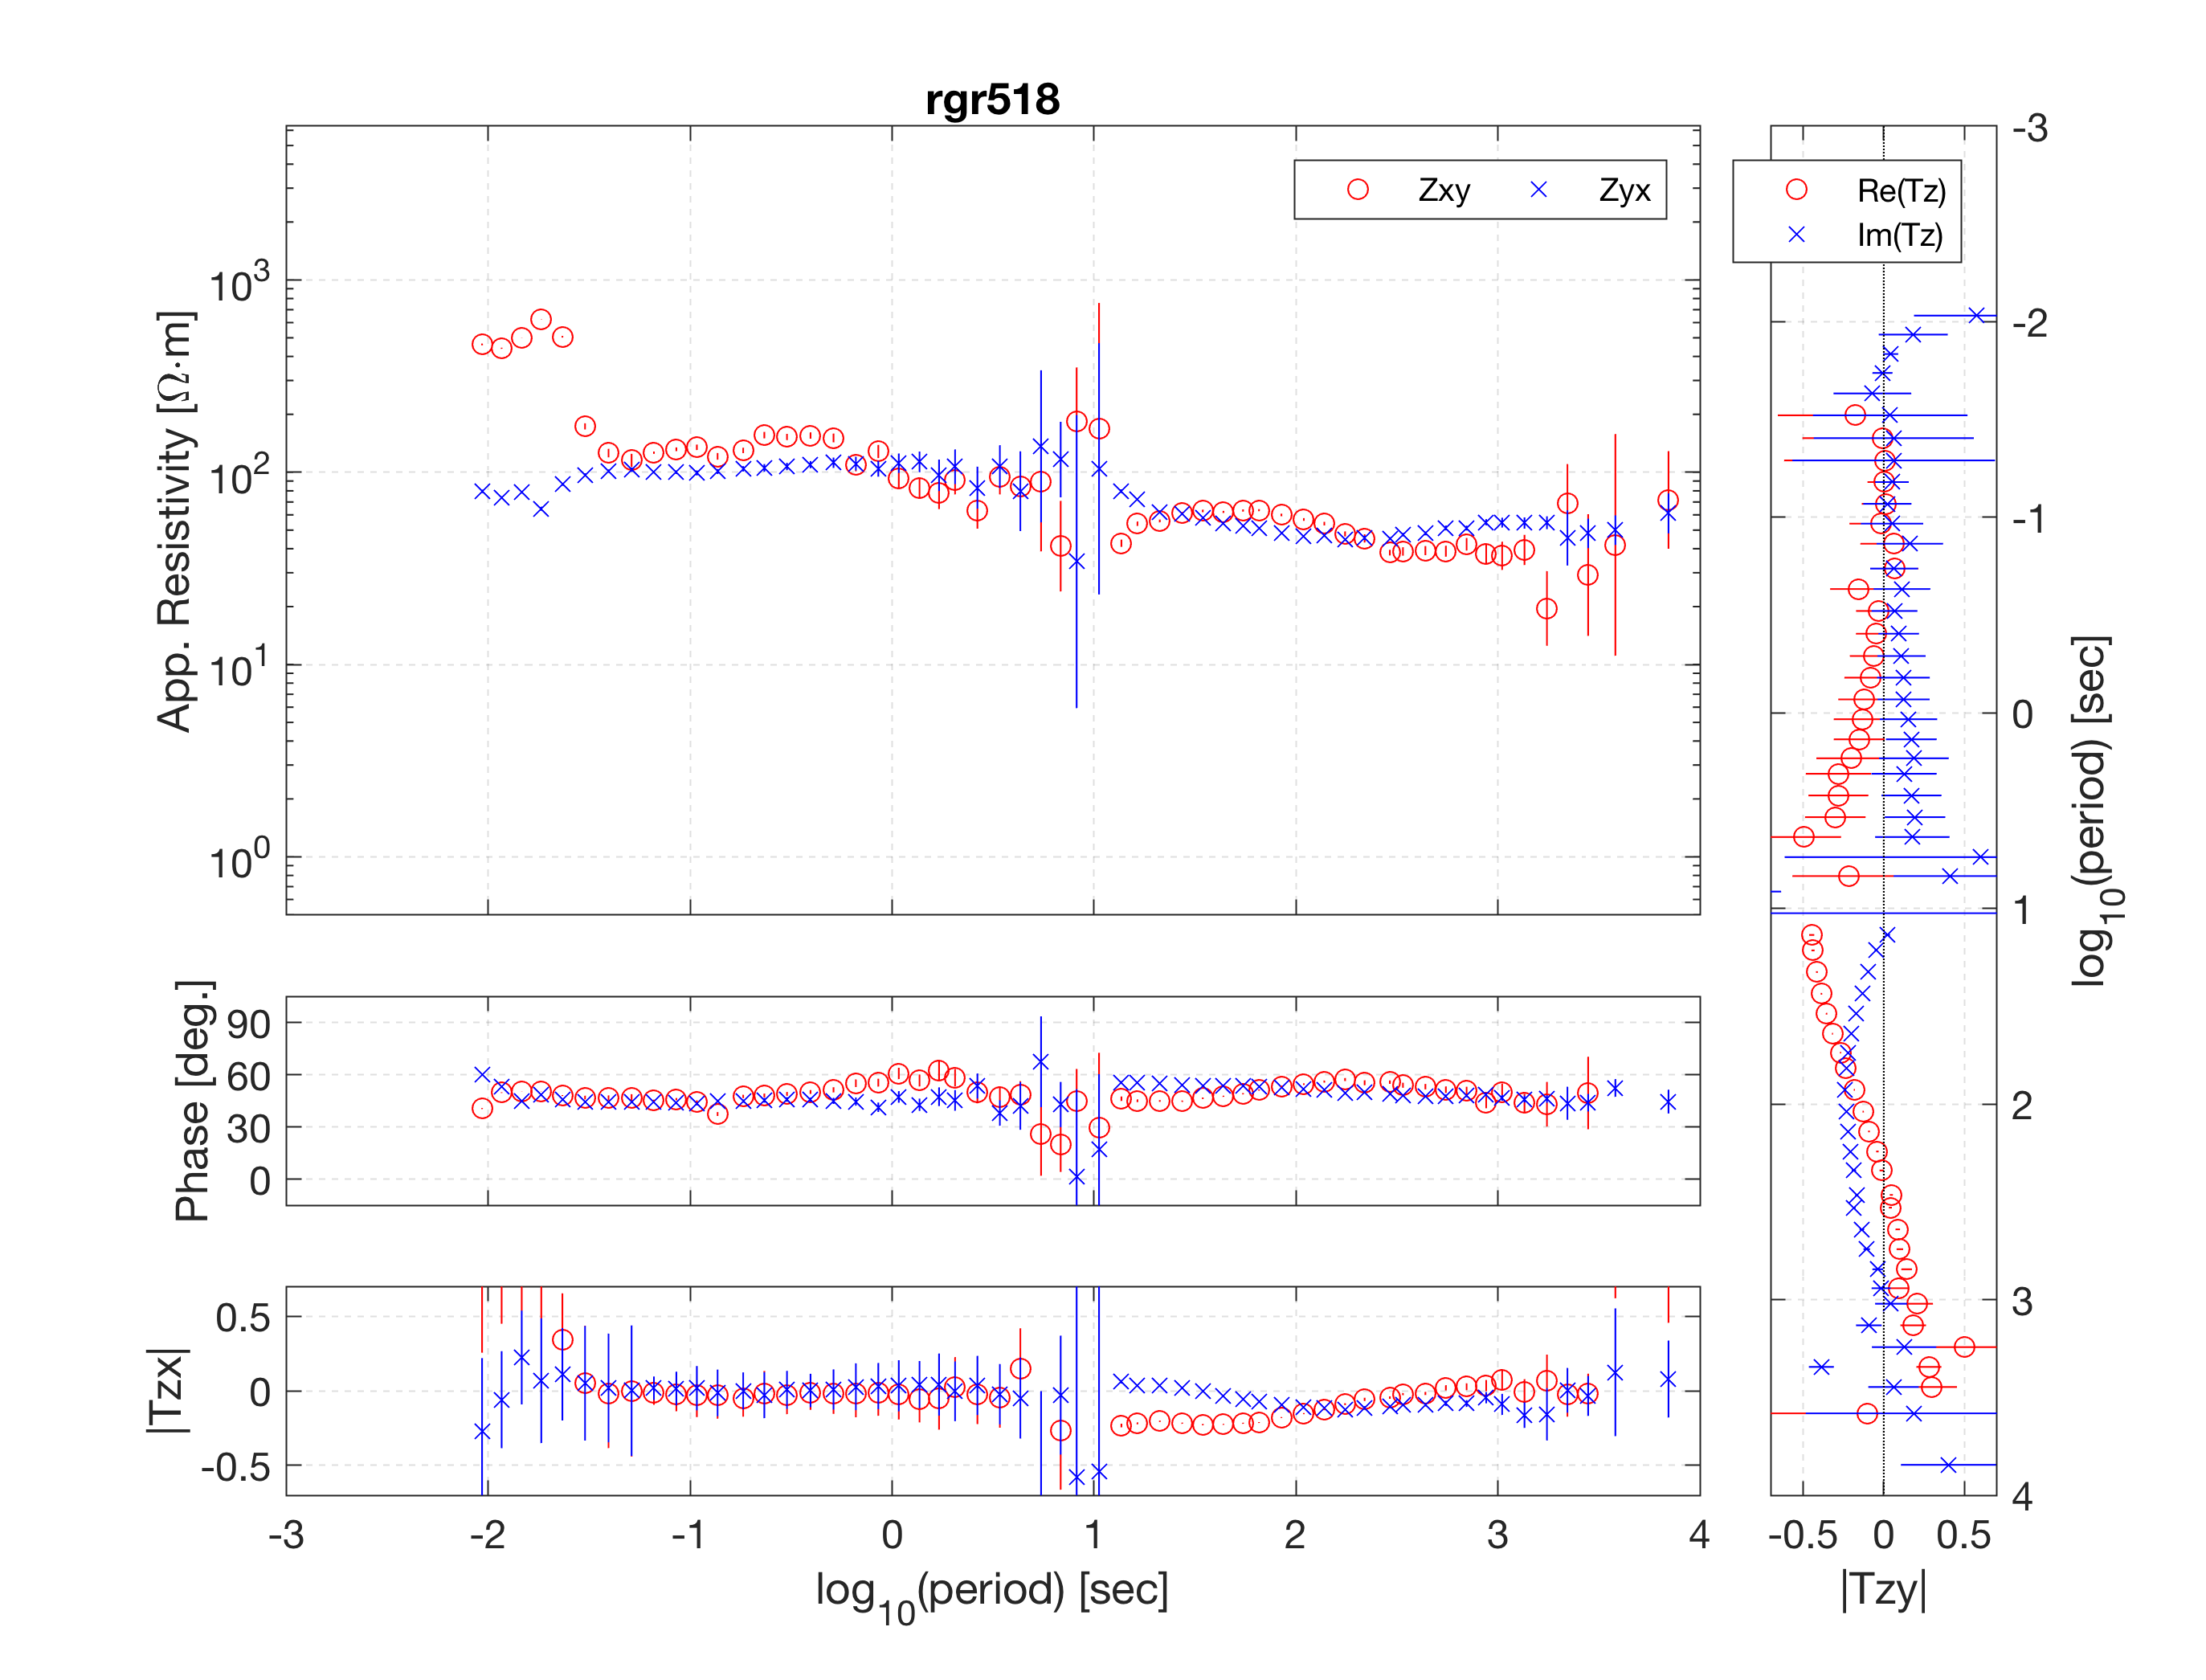 rgr518
Zxy Zyx
Re(Tz)
Im(Tz)
App. Resistivity [Ω·m]
10^3
10^2
10^1
10^0
Phase [deg.]
90
60
30
0
|Tzx|
0.5
0
-0.5
-3 -2 -1 0 1 2 3 4
log10(period) [sec]
-3
-2
-1
0
1
2
3
4
log10(period) [sec]
-0.5 0 0.5
|Tzy|